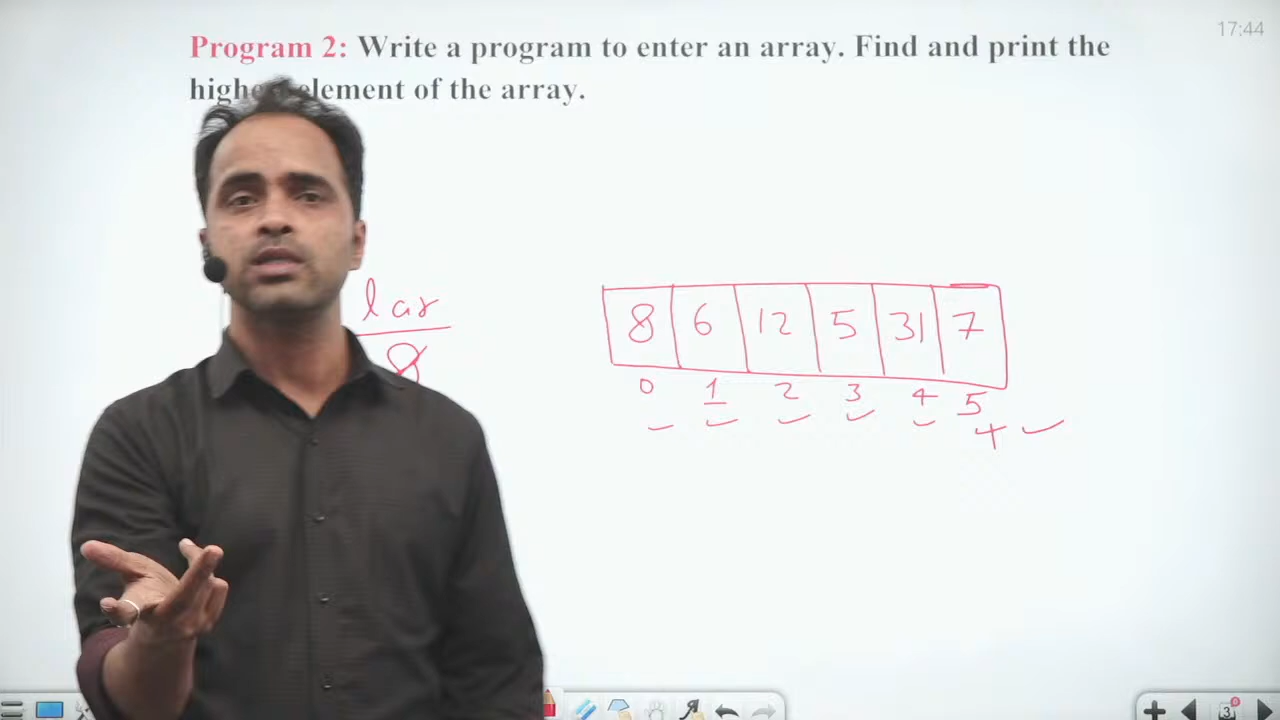 17:44
Program 2: Write a program to enter an array. Find and print the
element of the array.
lar
8
8 6 12 5 31 7
0 1 2 3 4 5
4
3